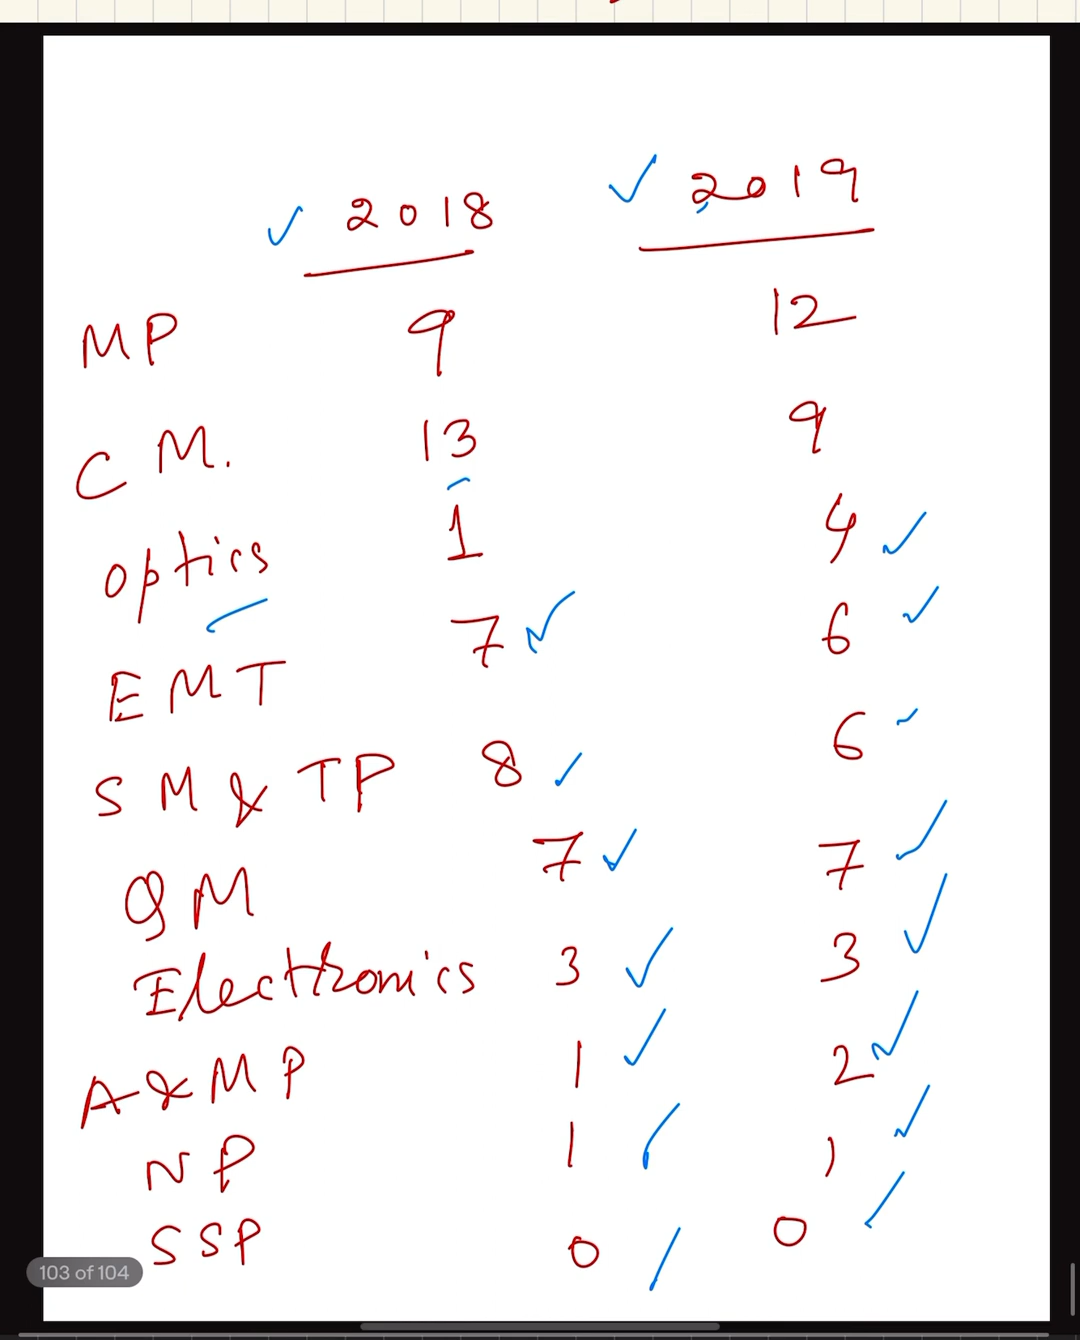 2018 2019
MP 9 12
CM. 13 9
optics 1 4
EMT 7 6
SM & TP 8 6
QM 7 7
Electronics 3 3
A & MP 1 2
NP 1 1
SSP 0 0
103 of 104